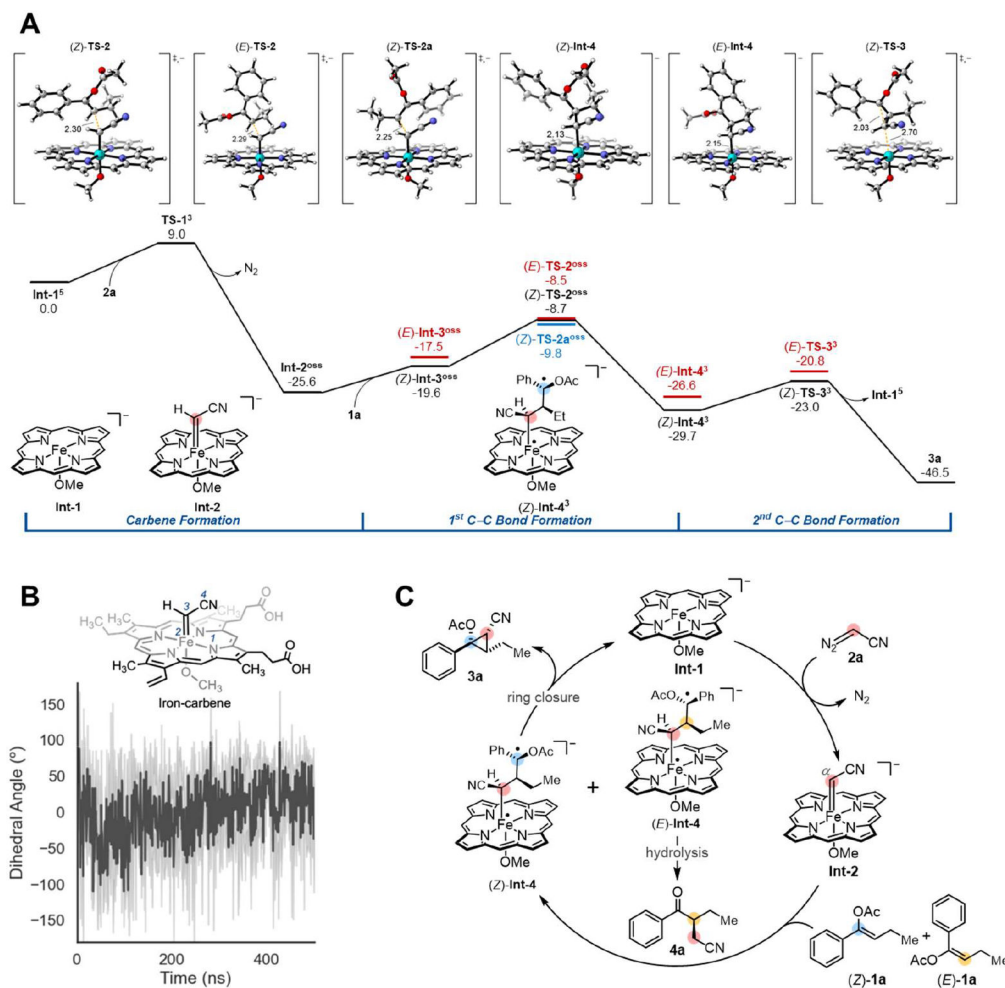 A
(Z)-TS-2
(E)-TS-2
(Z)-TS-2a
(Z)-Int-4
(E)-Int-4
(Z)-TS-3
‡,–
‡,–
‡,–
–
–
‡,–
2.30
2.29
2.25
2.13
2.15
2.03
2.70
TS-1³
9.0
N₂
Int-1⁵
0.0
2a
(E)-TS-2ᵒˢˢ
-8.5
(Z)-TS-2ᵒˢˢ
-8.7
(Z)-TS-2aᵒˢˢ
-9.8
(E)-Int-3ᵒˢˢ
-17.5
(Z)-Int-3ᵒˢˢ
-19.6
Int-2ᵒˢˢ
-25.6
1a
(E)-Int-4³
-26.6
(Z)-Int-4³
-29.7
(E)-TS-3³
-20.8
(Z)-TS-3³
-23.0
Int-1⁵
3a
-46.5
N N N N Fe
OMe
–
Int-1
H CN
N N N N Fe
OMe
–
Int-2
Ph OAc
H
NC Et
N N N N Fe
OMe
–
(Z)-Int-4³
Carbene Formation
1st C–C Bond Formation
2nd C–C Bond Formation
B
H 3 4 CN
O
OH
CH₃
2 Fe
N N N N 1
H₃C
O
CH₃
CH₃
O
OH
Iron-carbene
Dihedral Angle (°)
150
100
50
0
−50
−100
−150
0
200
400
Time (ns)
C
N N N N Fe
OMe
–
Int-1
N₂ CN
2a
N₂
H α CN
N N N N Fe
OMe
–
Int-2
OAc
Me
(Z)-1a
+
AcO
Me
(E)-1a
CN
OAc
Me
3a
ring closure
Ph OAc
H
NC Me
N N N N Fe
OMe
–
(Z)-Int-4
+
AcO Ph
H
NC Me
N N N N Fe
OMe
–
(E)-Int-4
hydrolysis
O
Me
CN
4a